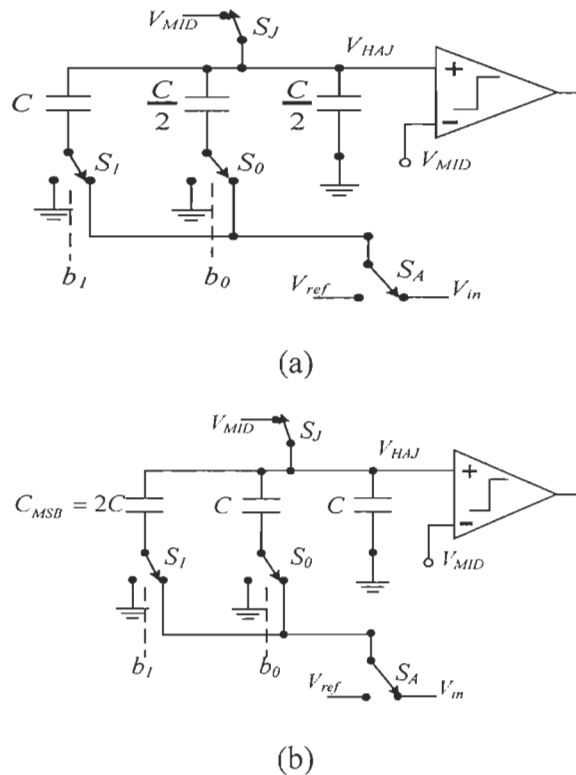 V_MID S_J
V_HAJ
C C/2 C/2
+
−
S_1 S_0 V_MID
b_1 b_0 S_A
V_ref V_in
(a)
V_MID S_J
V_HAJ
C_MSB = 2C C C
+
−
S_1 S_0 V_MID
b_1 b_0 S_A
V_ref V_in
(b)